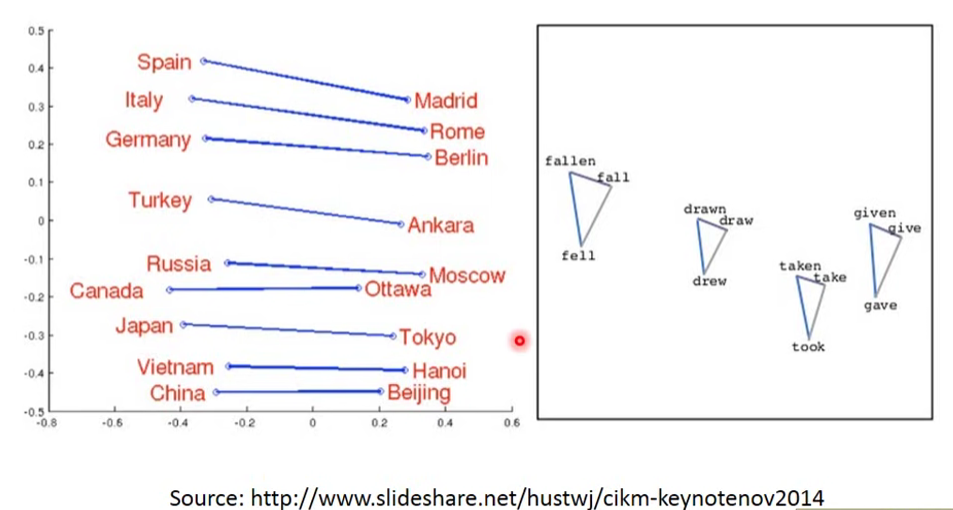 0.5
0.4
0.3
0.2
0.1
0
-0.1
-0.2
-0.3
-0.4
-0.5
-0.8
-0.6
-0.4
-0.2
0
0.2
0.4
0.6
Spain
Madrid
Italy
Rome
Germany
Berlin
Turkey
Ankara
Russia
Moscow
Canada
Ottawa
Japan
Tokyo
Vietnam
Hanoi
China
Beijing
fallen
fall
fell
drawn
draw
drew
taken
take
took
given
give
gave
Source: http://www.slideshare.net/hustwj/cikm-keynotenov2014